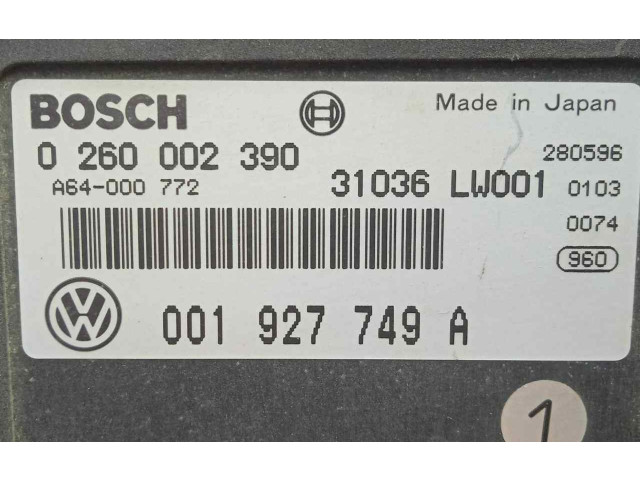 BOSCH Made in Japan
0 260 002 390 280596
A64-000 772 31036 LW001 0103
0074
960
VW 001 927 749 A
1